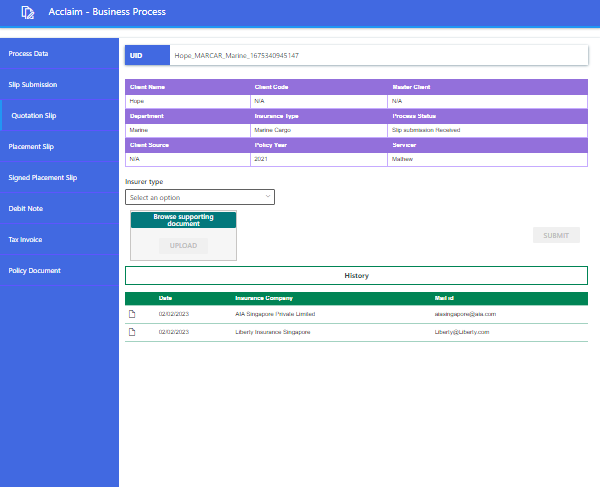 Acclaim - Business Process
Process Data
Slip Submission
Quotation Slip
Placement Slip
Signed Placement Slip
Debit Note
Tax Invoice
Policy Document
UID Hope_MARCAR_Marine_1675340945147
Client Name Client Code Master Client
Hope N/A N/A
Department Insurance Type Process Status
Marine Marine Cargo Slip submission Received
Client Source Policy Year Servicer
N/A 2021 Mathew
Insurer type
Select an option
Browse supporting
document
UPLOAD
SUBMIT
History
Date Insurance Company Mail id
02/02/2023 AIA Singapore Private Limited aiasingapore@aia.com
02/02/2023 Liberty Insurance Singapore Liberty@Liberty.com